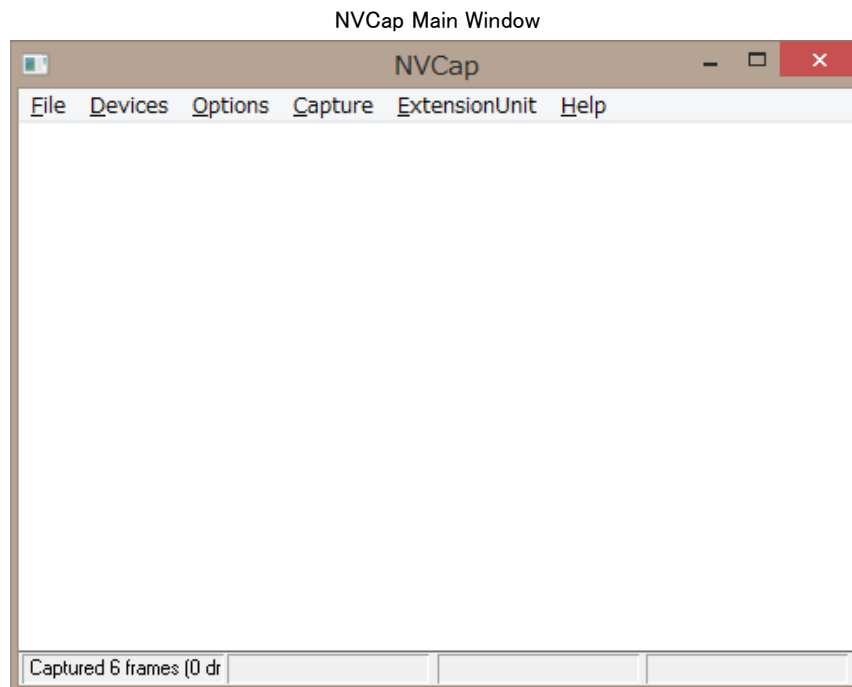 NVCap Main Window
NVCap
File Devices Options Capture ExtensionUnit Help
Captured 6 frames (0 dr